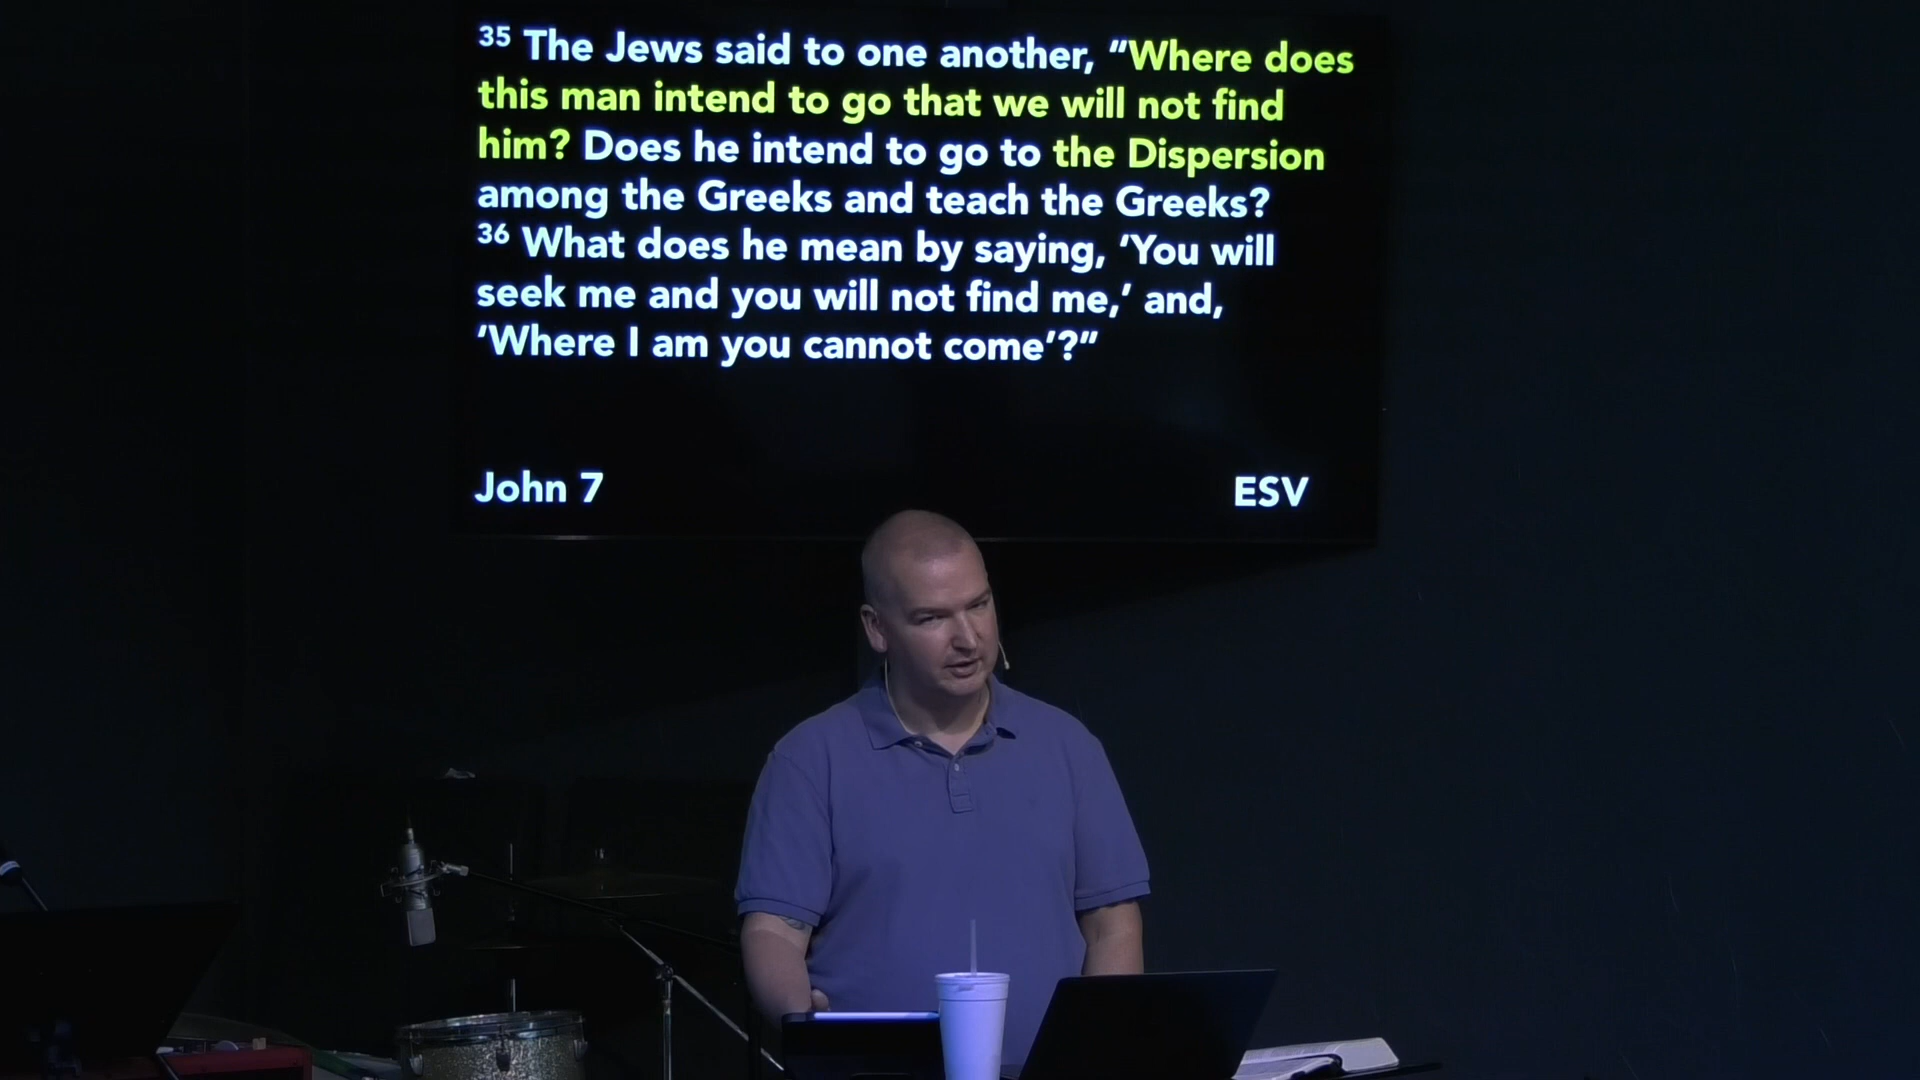 35 The Jews said to one another, “Where does
this man intend to go that we will not find
him? Does he intend to go to the Dispersion
among the Greeks and teach the Greeks?
36 What does he mean by saying, ‘You will
seek me and you will not find me,’ and,
‘Where I am you cannot come’?”
John 7 ESV